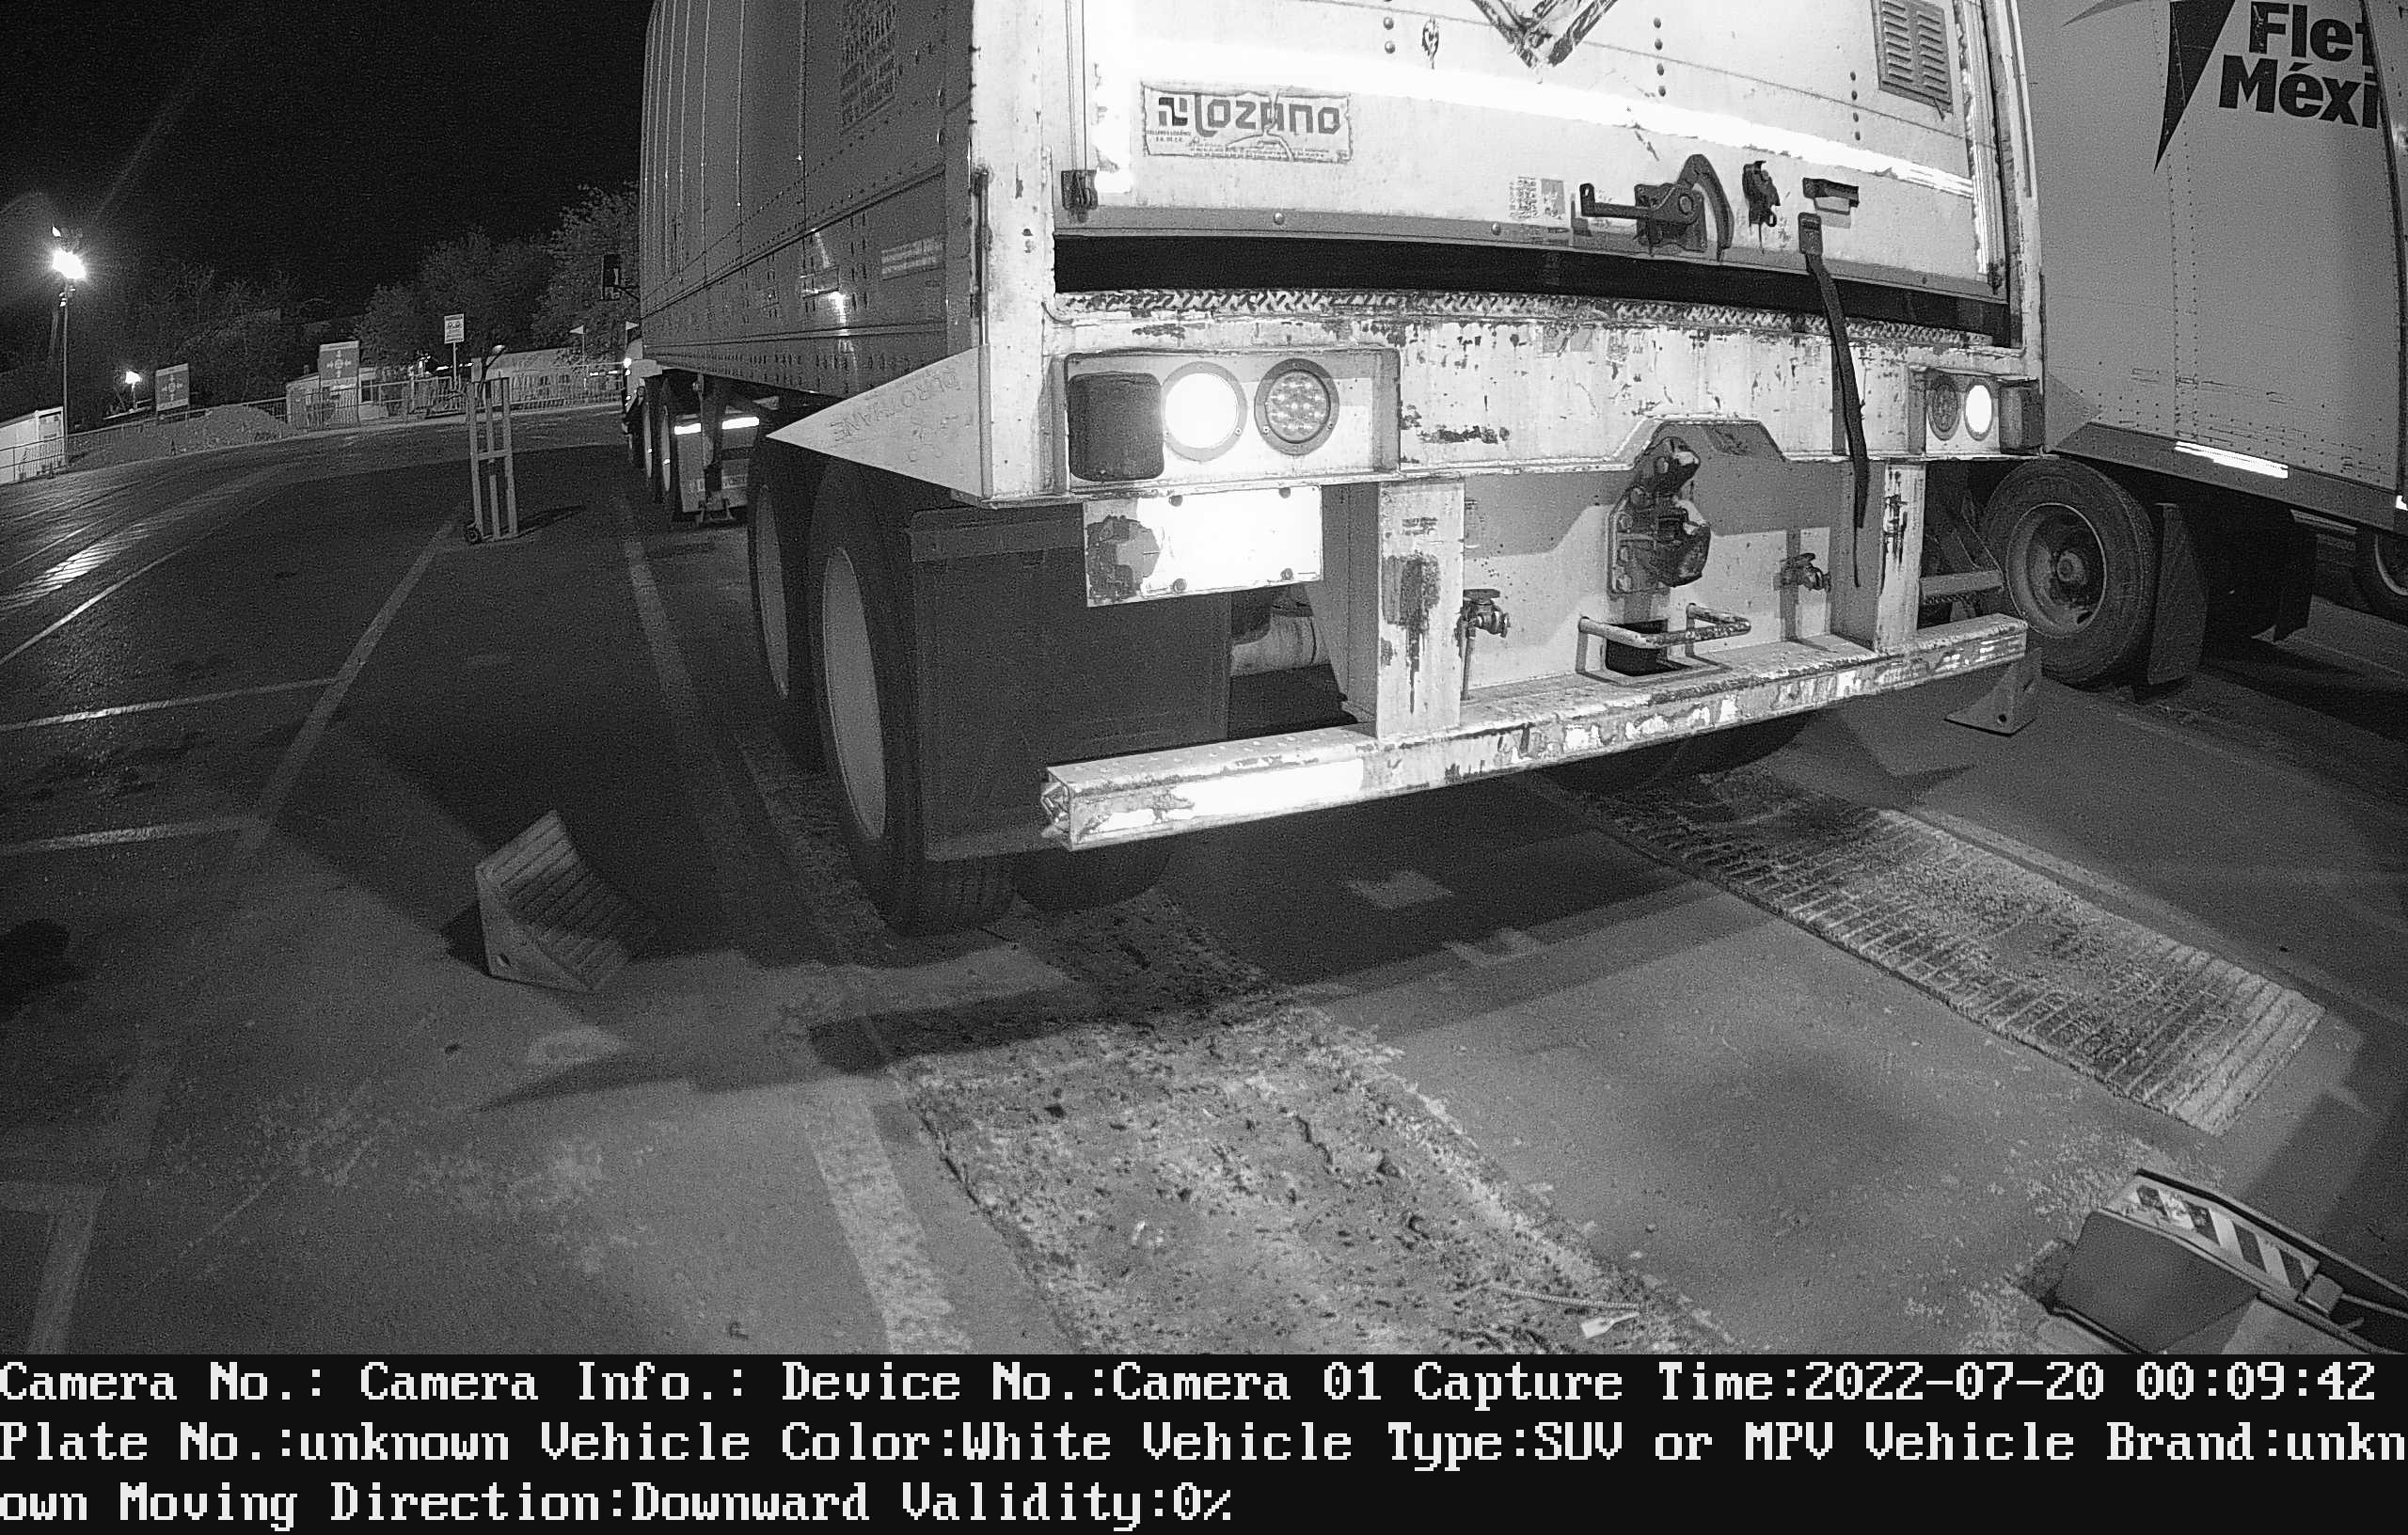 Flet
Méxi
Lozano
Camera No.: Camera Info.: Device No.:Camera 01 Capture Time:2022-07-20 00:09:42
Plate No.:unknown Vehicle Color:White Vehicle Type:SUV or MPV Vehicle Brand:unkn
own Moving Direction:Downward Validity:0%